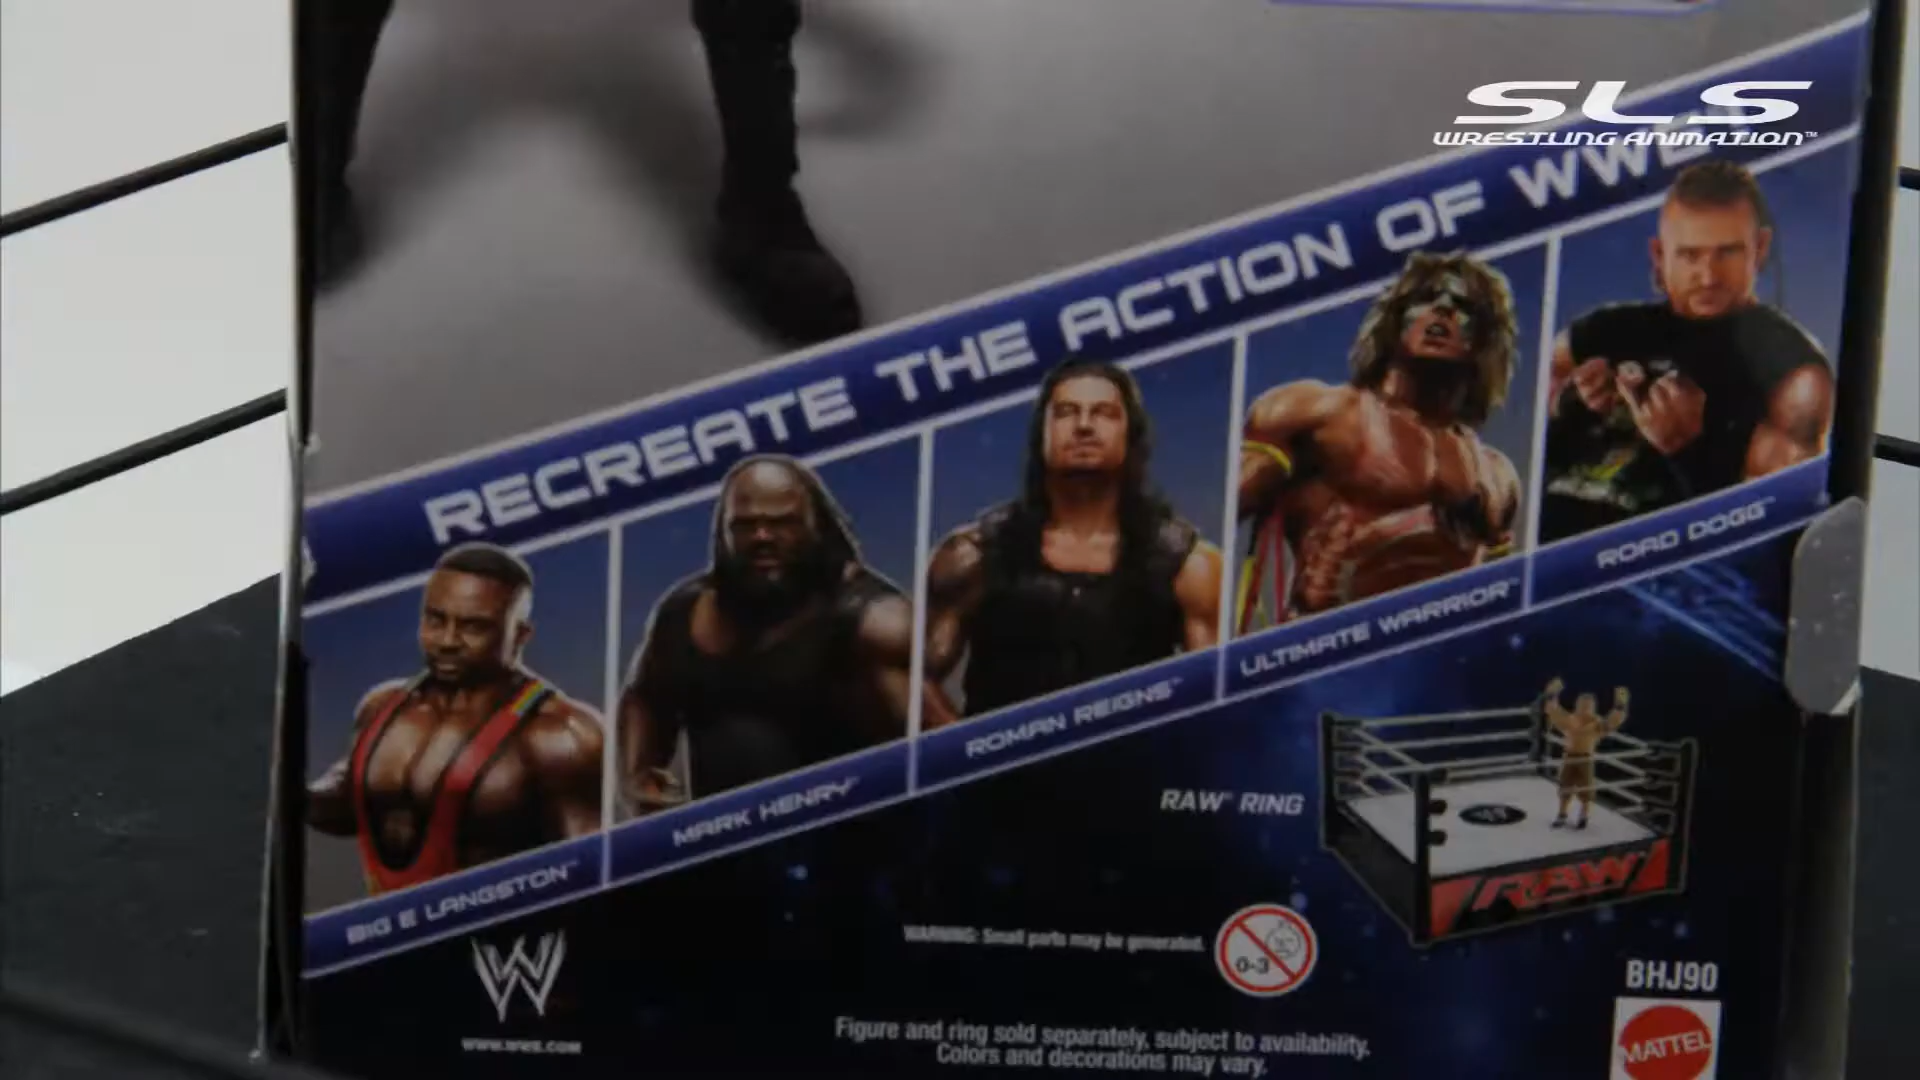 SLS
WRESTLING ANIMATION™
RECREATE THE ACTION OF WWE
BIG E LANGSTON™
MARK HENRY™
ROMAN REIGNS™
ULTIMATE WARRIOR™
ROAD DOGG™
RAW™ RING
RAW
WARNING: Small parts may be generated.
0-3
BHJ90
W
www.wwe.com
Figure and ring sold separately, subject to availability.
Colors and decorations may vary.
MATTEL